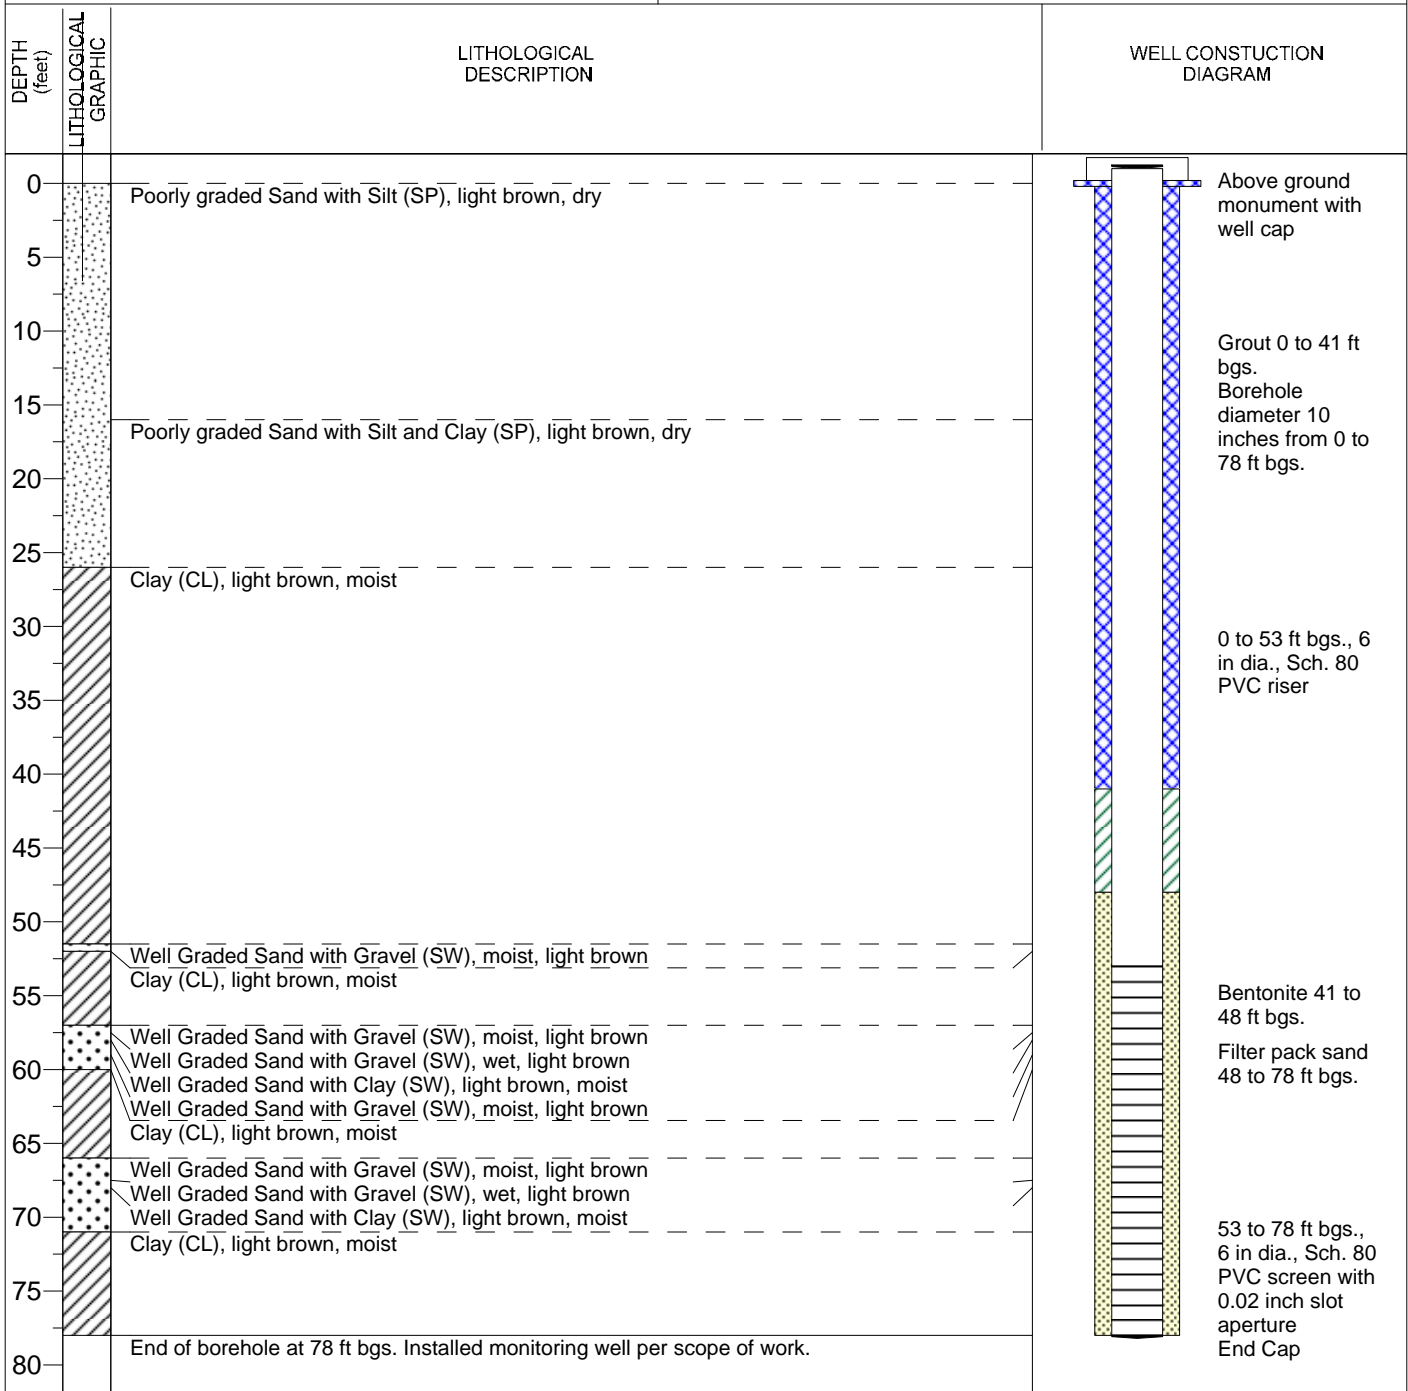 DEPTH
(feet)
LITHOLOGICAL
GRAPHIC
LITHOLOGICAL
DESCRIPTION
WELL CONSTUCTION
DIAGRAM
0
5
10
15
20
25
30
35
40
45
50
55
60
65
70
75
80
Poorly graded Sand with Silt (SP), light brown, dry
Poorly graded Sand with Silt and Clay (SP), light brown, dry
Clay (CL), light brown, moist
Well Graded Sand with Gravel (SW), moist, light brown
Clay (CL), light brown, moist
Well Graded Sand with Gravel (SW), moist, light brown
Well Graded Sand with Gravel (SW), wet, light brown
Well Graded Sand with Clay (SW), light brown, moist
Well Graded Sand with Gravel (SW), moist, light brown
Clay (CL), light brown, moist
Well Graded Sand with Gravel (SW), moist, light brown
Well Graded Sand with Gravel (SW), wet, light brown
Well Graded Sand with Clay (SW), light brown, moist
Clay (CL), light brown, moist
End of borehole at 78 ft bgs. Installed monitoring well per scope of work.
Above ground
monument with
well cap
Grout 0 to 41 ft
bgs.
Borehole
diameter 10
inches from 0 to
78 ft bgs.
0 to 53 ft bgs., 6
in dia., Sch. 80
PVC riser
Bentonite 41 to
48 ft bgs.
Filter pack sand
48 to 78 ft bgs.
53 to 78 ft bgs.,
6 in dia., Sch. 80
PVC screen with
0.02 inch slot
aperture
End Cap